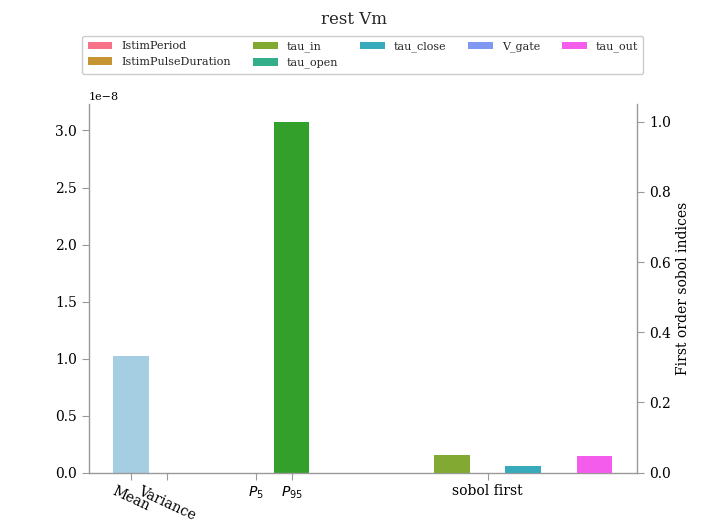 rest Vm
IstimPeriod
IstimPulseDuration
tau_in
tau_open
tau_close
V_gate
tau_out
1e−8
3.0
2.5
2.0
1.5
1.0
0.5
0.0
1.0
0.8
0.6
0.4
0.2
0.0
First order sobol indices
Mean
Variance
P5
P95
sobol first